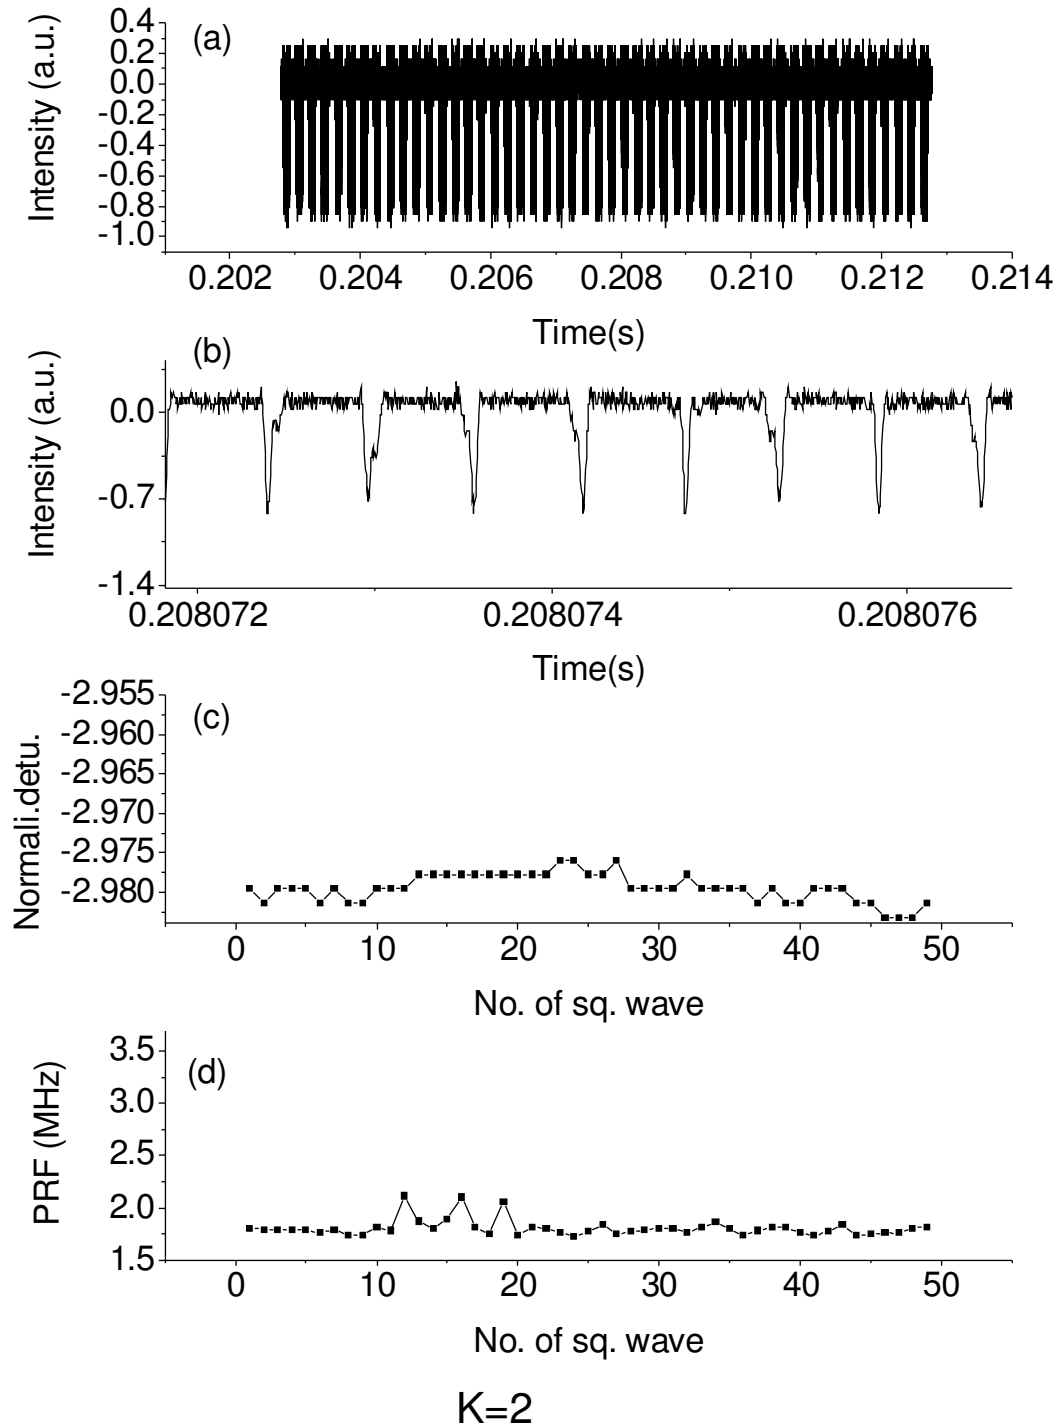 (a)
Intensity (a.u.)
0.4
0.2
0.0
-0.2
-0.4
-0.6
-0.8
-1.0
0.202 0.204 0.206 0.208 0.210 0.212 0.214
Time(s)
(b)
Intensity (a.u.)
0.0
-0.7
-1.4
0.208072 0.208074 0.208076
Time(s)
(c)
Normali.detu.
-2.955
-2.960
-2.965
-2.970
-2.975
-2.980
0 10 20 30 40 50
No. of sq. wave
(d)
PRF (MHz)
3.5
3.0
2.5
2.0
1.5
0 10 20 30 40 50
No. of sq. wave
K=2